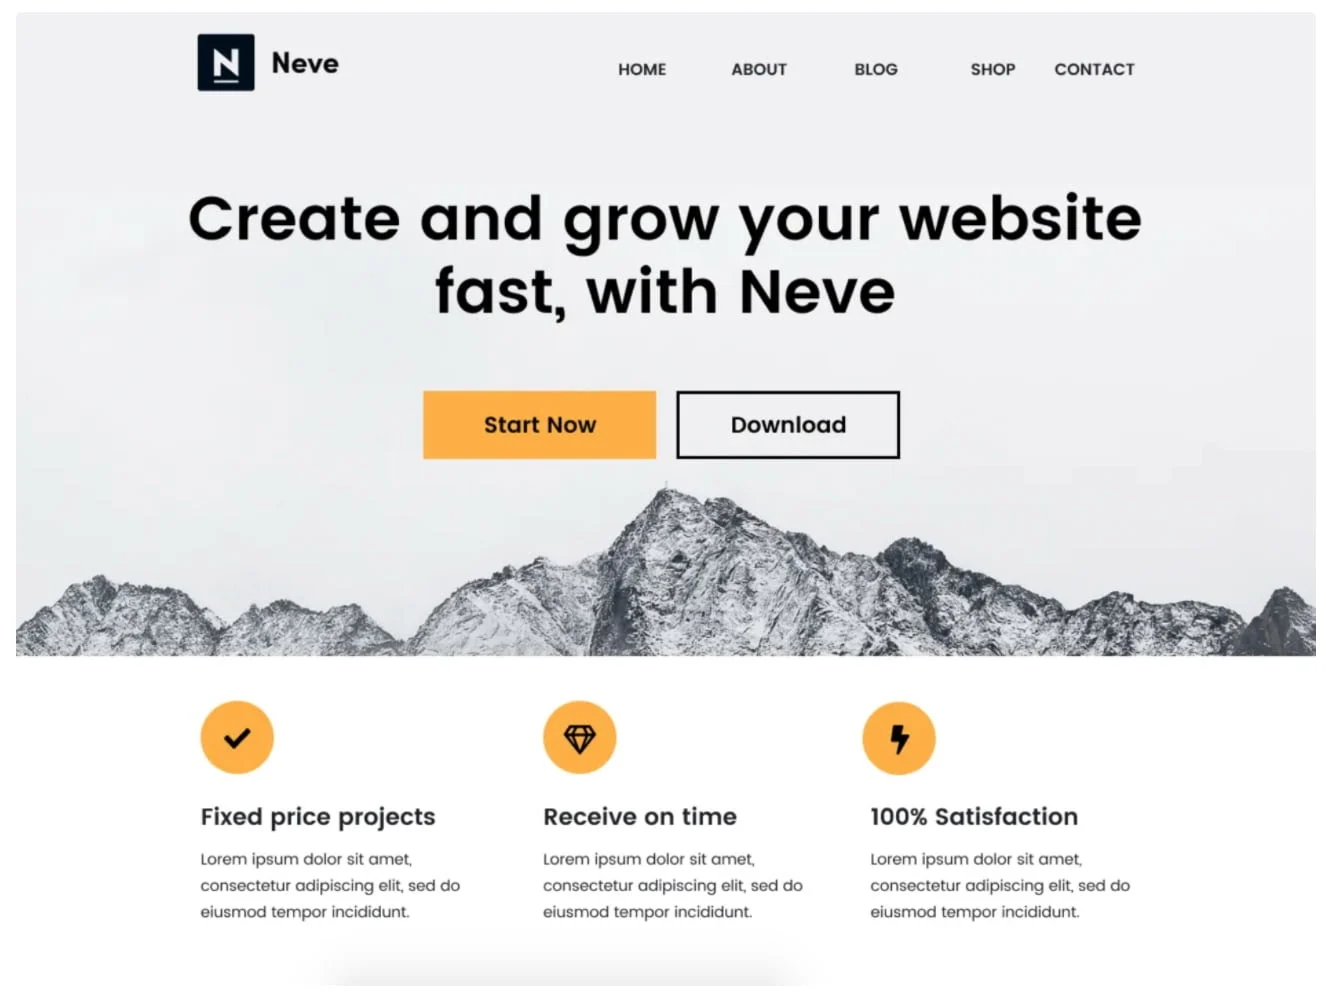 N Neve
HOME ABOUT BLOG SHOP CONTACT
Create and grow your website
fast, with Neve
Start Now Download
Fixed price projects
Lorem ipsum dolor sit amet,
consectetur adipiscing elit, sed do
eiusmod tempor incididunt.
Receive on time
Lorem ipsum dolor sit amet,
consectetur adipiscing elit, sed do
eiusmod tempor incididunt.
100% Satisfaction
Lorem ipsum dolor sit amet,
consectetur adipiscing elit, sed do
eiusmod tempor incididunt.